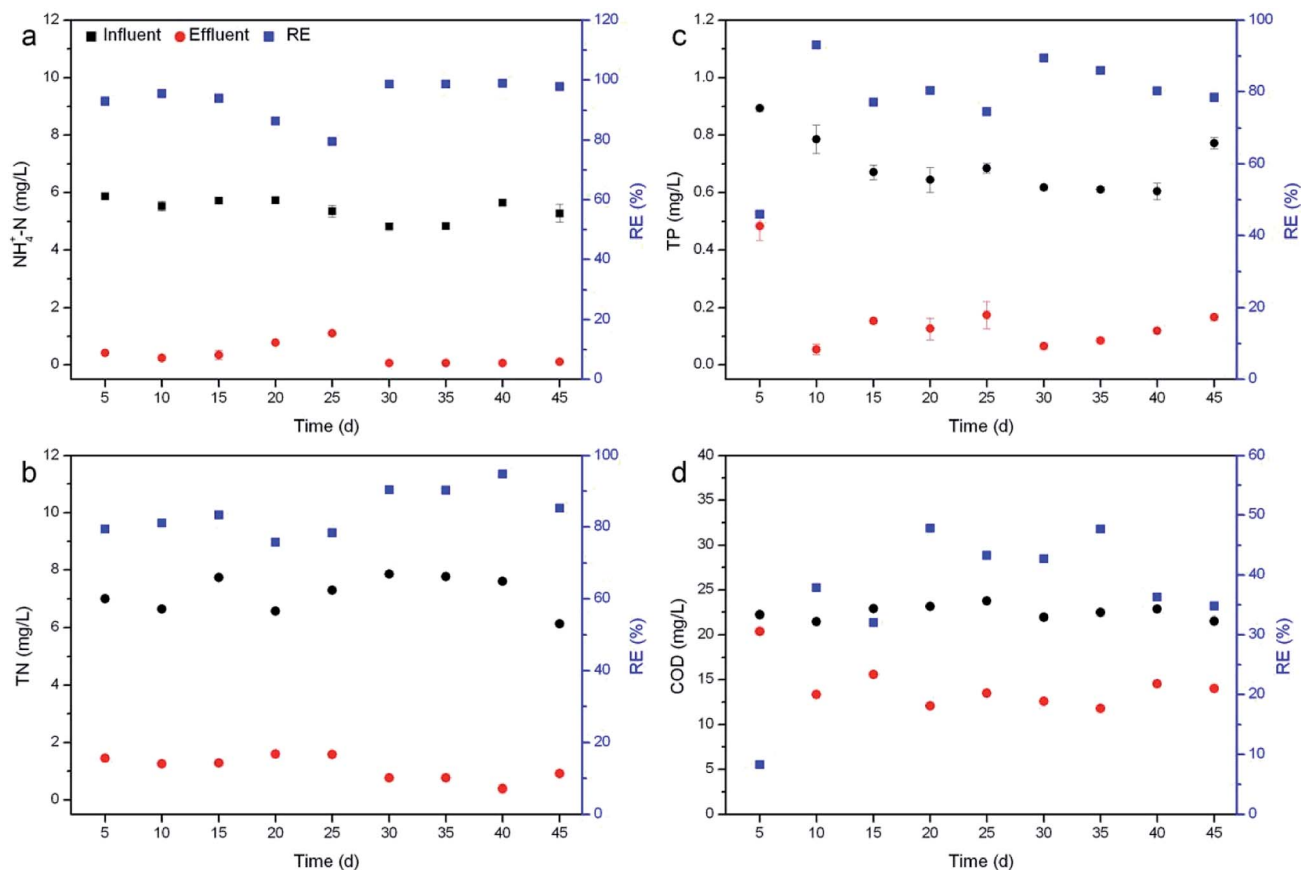 a
Influent Effluent RE
NH₄⁺-N (mg/L)
12
10
8
6
4
2
0
120
100
80
60
40
20
0
RE (%)
5 10 15 20 25 30 35 40 45
Time (d)
c
TP (mg/L)
1.2
1.0
0.8
0.6
0.4
0.2
0.0
100
80
60
40
20
0
RE (%)
5 10 15 20 25 30 35 40 45
Time (d)
b
TN (mg/L)
12
10
8
6
4
2
0
100
80
60
40
20
0
RE (%)
5 10 15 20 25 30 35 40 45
Time (d)
d
COD (mg/L)
40
35
30
25
20
15
10
5
0
60
50
40
30
20
10
0
RE (%)
5 10 15 20 25 30 35 40 45
Time (d)